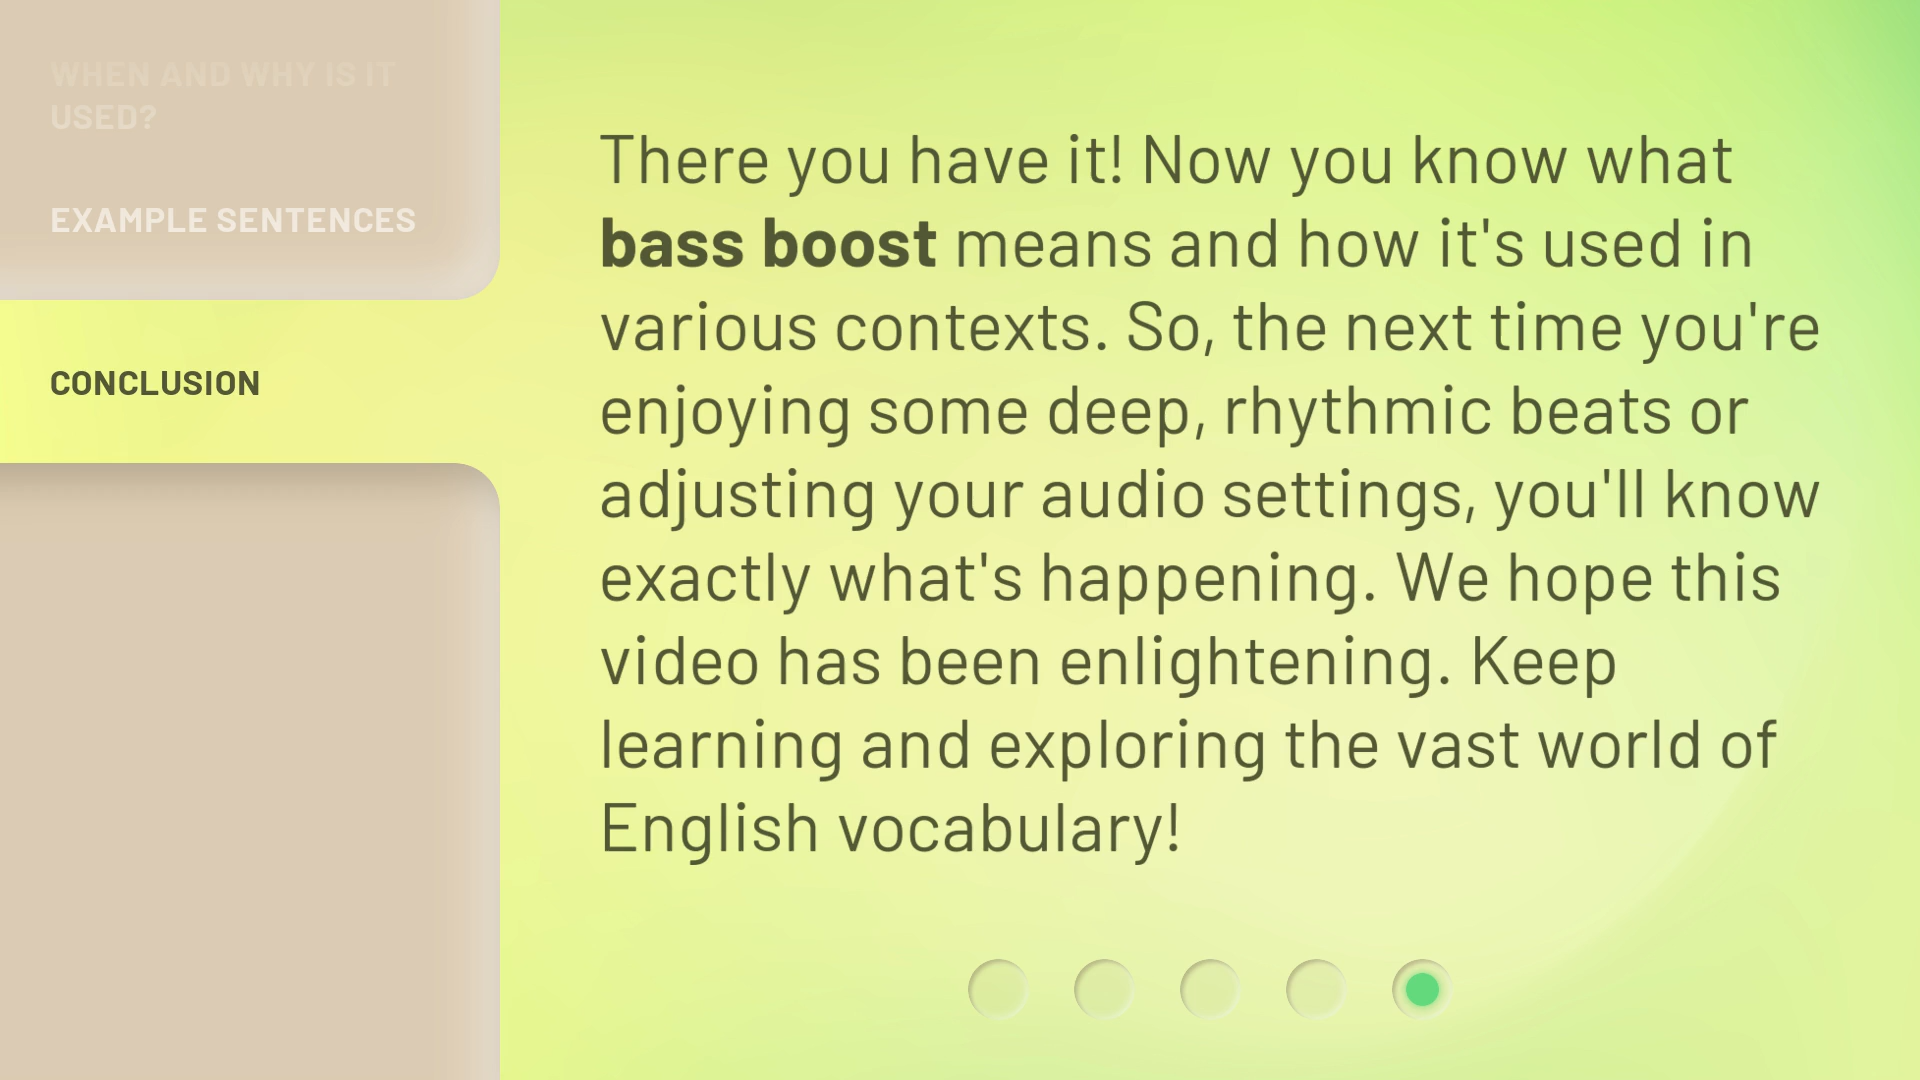 WHEN AND WHY IS IT
USED?
EXAMPLE SENTENCES
CONCLUSION
There you have it! Now you know what
bass boost means and how it's used in
various contexts. So, the next time you're
enjoying some deep, rhythmic beats or
adjusting your audio settings, you'll know
exactly what's happening. We hope this
video has been enlightening. Keep
learning and exploring the vast world of
English vocabulary!